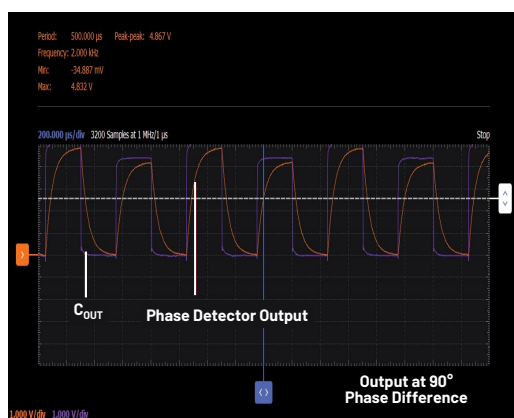 Period: 500.000 µs Peak-peak: 4.867 V
Frequency: 2.000 kHz
Min: -34.887 mV
Max: 4.832 V
200.000 µs/div 3200 Samples at 1 MHz/1 µs Stop
COUT
Phase Detector Output
Output at 90°
Phase Difference
1.000 V/div 1.000 V/div